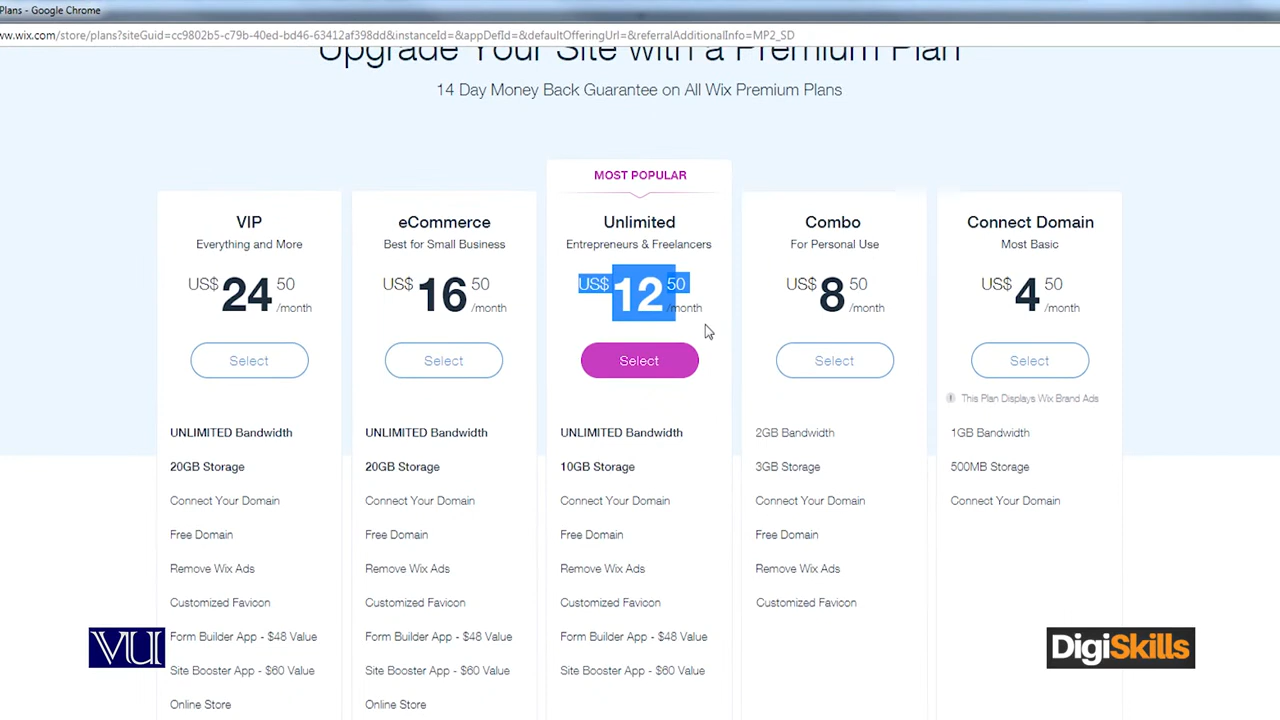 Plans - Google Chrome
ww.wix.com/store/plans?siteGuid=cc9802b5-c79b-40ed-bd46-63412af398dd&instanceId=&appDefId=&defaultOfferingUrl=&referralAdditionalInfo=MP2_SD
Upgrade Your Site with a Premium Plan
14 Day Money Back Guarantee on All Wix Premium Plans
VIP
Everything and More
US$ 24 50 /month
Select
UNLIMITED Bandwidth
20GB Storage
Connect Your Domain
Free Domain
Remove Wix Ads
Customized Favicon
Form Builder App - $48 Value
Site Booster App - $60 Value
Online Store
eCommerce
Best for Small Business
US$ 16 50 /month
Select
UNLIMITED Bandwidth
20GB Storage
Connect Your Domain
Free Domain
Remove Wix Ads
Customized Favicon
Form Builder App - $48 Value
Site Booster App - $60 Value
Online Store
MOST POPULAR
Unlimited
Entrepreneurs & Freelancers
US$ 12 50 /month
Select
UNLIMITED Bandwidth
10GB Storage
Connect Your Domain
Free Domain
Remove Wix Ads
Customized Favicon
Form Builder App - $48 Value
Site Booster App - $60 Value
Combo
For Personal Use
US$ 8 50 /month
Select
2GB Bandwidth
3GB Storage
Connect Your Domain
Free Domain
Remove Wix Ads
Customized Favicon
Connect Domain
Most Basic
US$ 4 50 /month
Select
This Plan Displays Wix Brand Ads
1GB Bandwidth
500MB Storage
Connect Your Domain
VU
DigiSkills